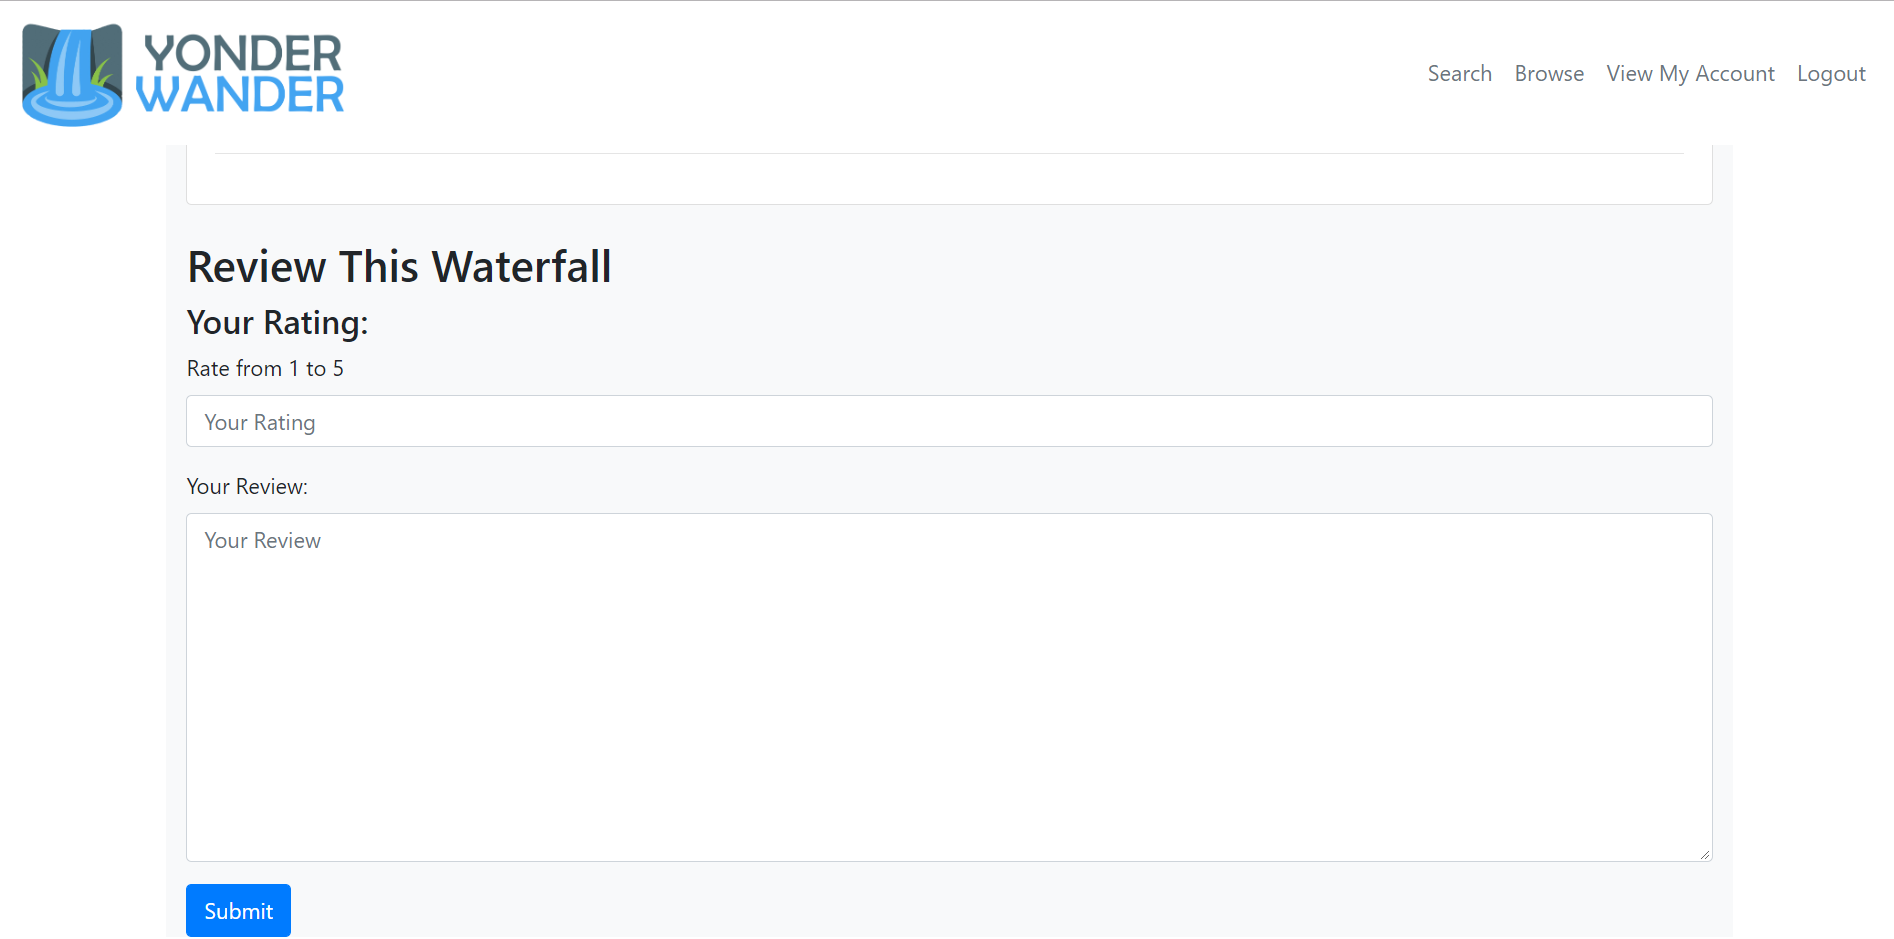 YONDER
WANDER
Search Browse View My Account Logout
Review This Waterfall
Your Rating:
Rate from 1 to 5
Your Rating
Your Review:
Your Review
Submit